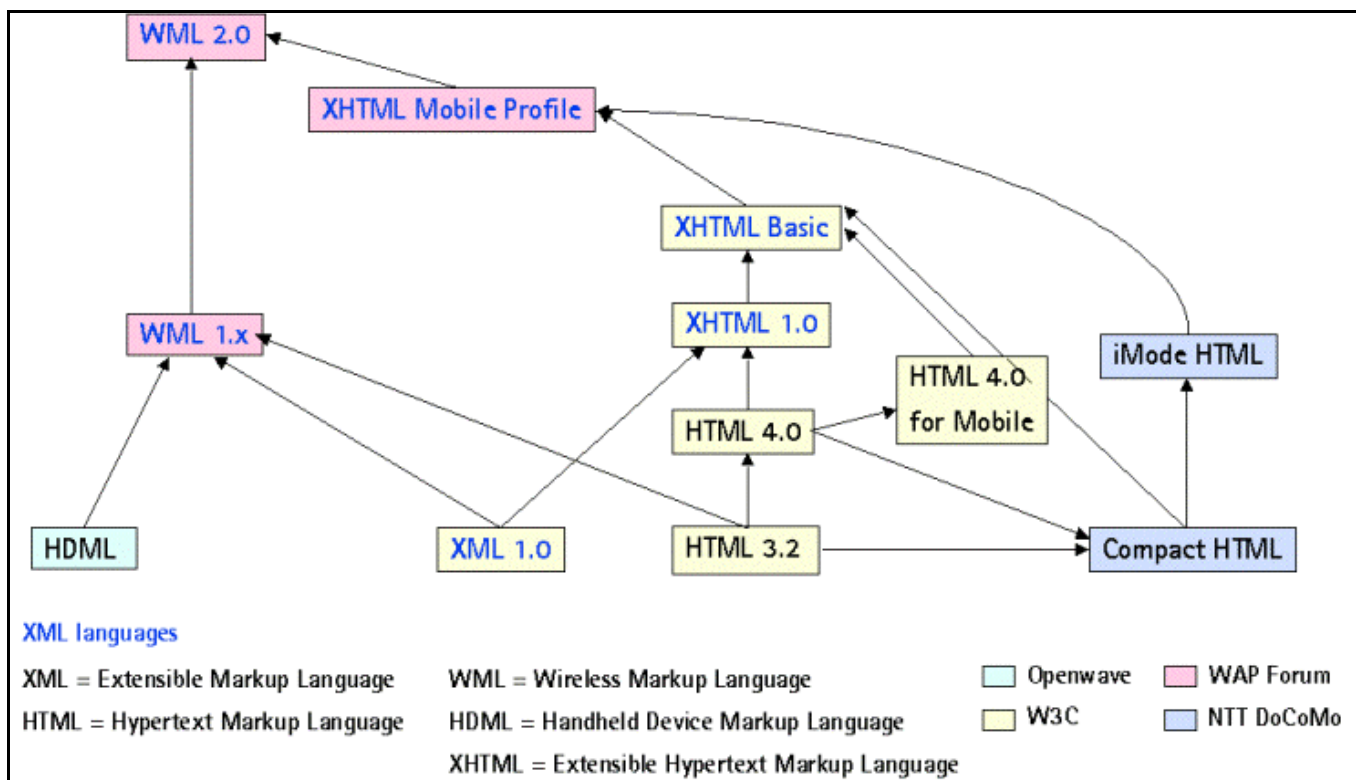 WML 2.0
XHTML Mobile Profile
XHTML Basic
XHTML 1.0
WML 1.x
iMode HTML
HTML 4.0
for Mobile
HTML 4.0
HDML
XML 1.0
HTML 3.2
Compact HTML
XML languages
XML = Extensible Markup Language
HTML = Hypertext Markup Language
WML = Wireless Markup Language
HDML = Handheld Device Markup Language
XHTML = Extensible Hypertext Markup Language
Openwave
W3C
WAP Forum
NTT DoCoMo